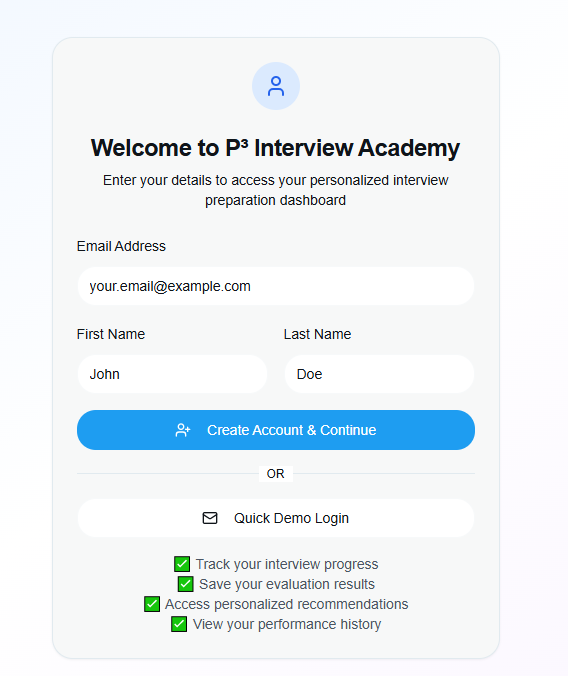 Welcome to P³ Interview Academy
Enter your details to access your personalized interview
preparation dashboard
Email Address
your.email@example.com
First Name
Last Name
John
Doe
Create Account & Continue
OR
Quick Demo Login
✅ Track your interview progress
✅ Save your evaluation results
✅ Access personalized recommendations
✅ View your performance history